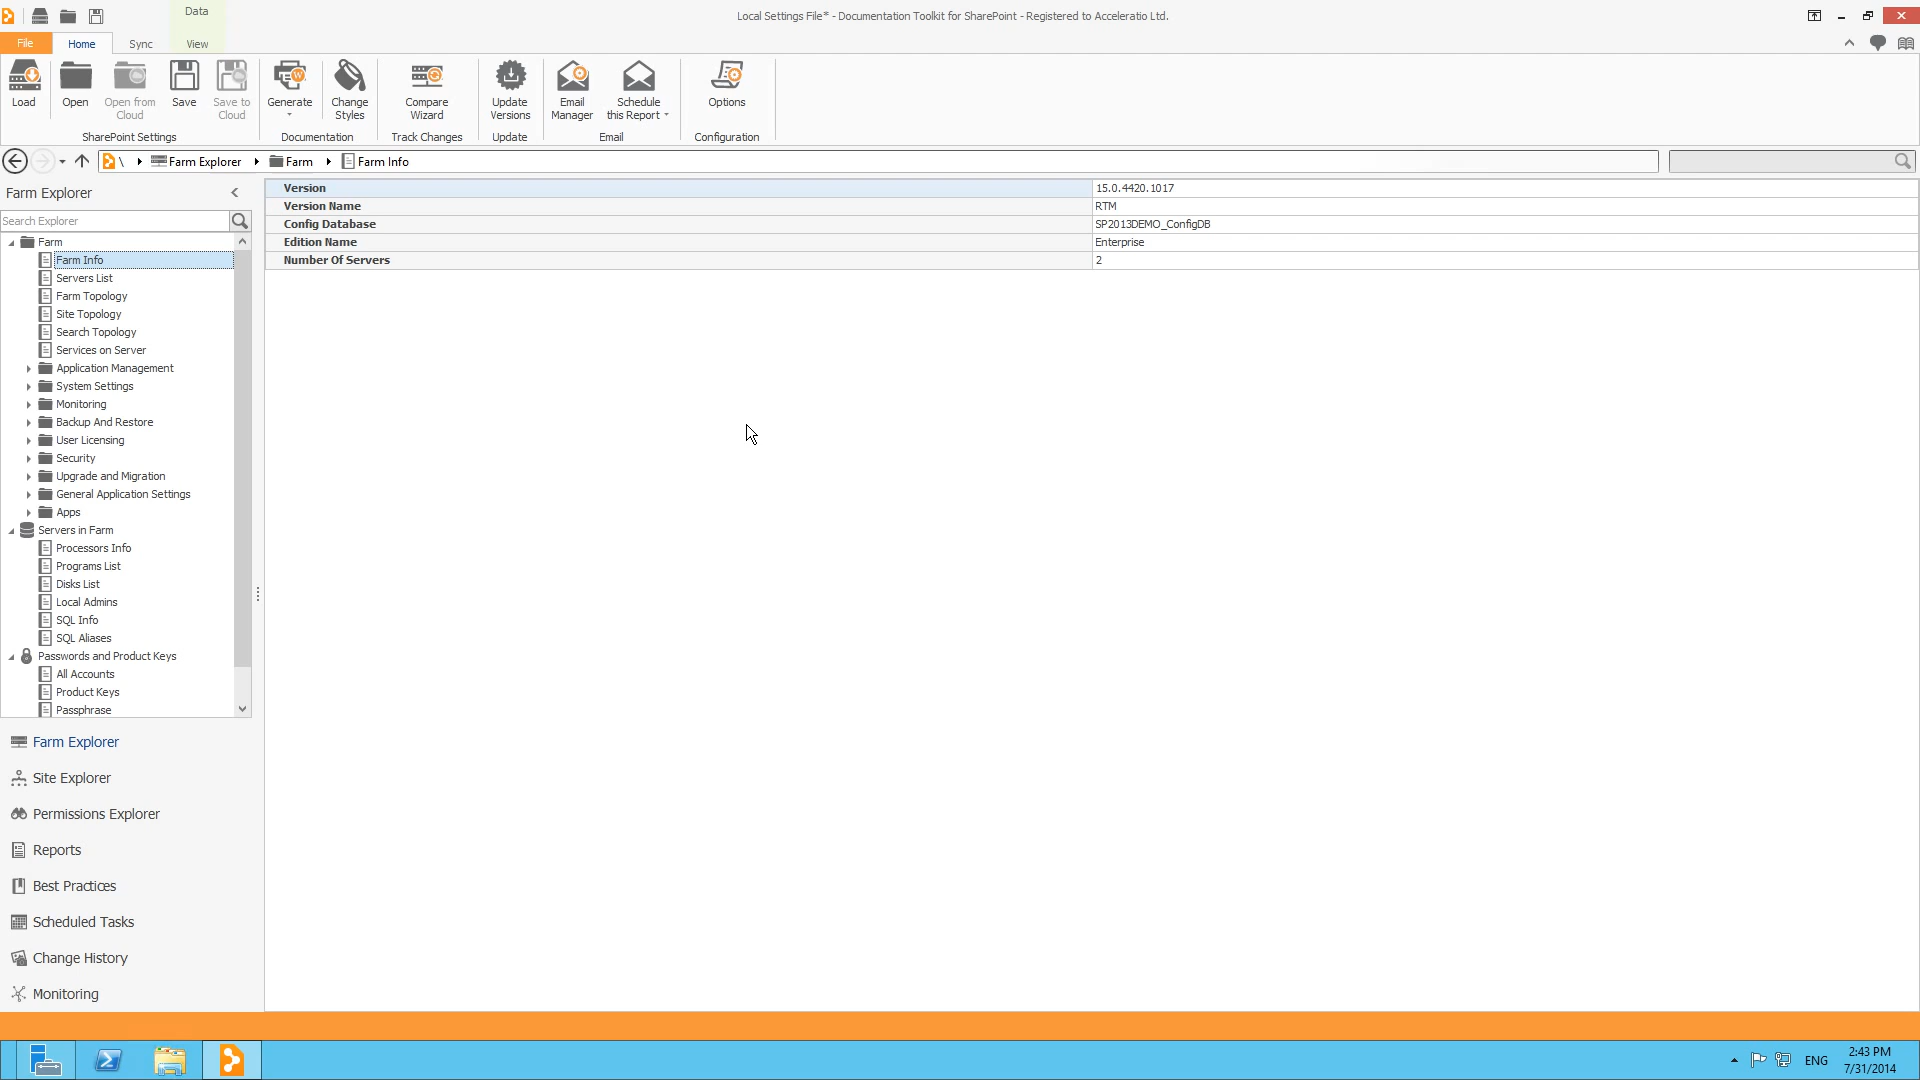 Data
Local Settings File* - Documentation Toolkit for SharePoint - Registered to Acceleratio Ltd.
File Home Sync View
Load
Open
Open from Cloud
Save
Save to Cloud
Generate
Change Styles
Compare Wizard
Update Versions
Email Manager
Schedule this Report
Options
SharePoint Settings
Documentation
Track Changes
Update
Email
Configuration
\ Farm Explorer Farm Farm Info
Farm Explorer
Search Explorer
Farm
Farm Info
Servers List
Farm Topology
Site Topology
Search Topology
Services on Server
Application Management
System Settings
Monitoring
Backup And Restore
User Licensing
Security
Upgrade and Migration
General Application Settings
Apps
Servers in Farm
Processors Info
Programs List
Disks List
Local Admins
SQL Info
SQL Aliases
Passwords and Product Keys
All Accounts
Product Keys
Passphrase
Farm Explorer
Site Explorer
Permissions Explorer
Reports
Best Practices
Scheduled Tasks
Change History
Monitoring
Version 15.0.4420.1017
Version Name RTM
Config Database SP2013DEMO_ConfigDB
Edition Name Enterprise
Number Of Servers 2
ENG
2:43 PM
7/31/2014